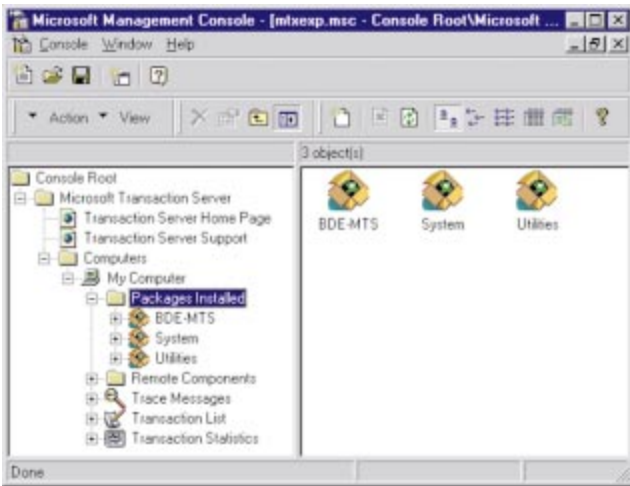 Microsoft Management Console - [mtxexp.msc - Console Root\Microsoft ...
Console Window Help
Action View
3 object(s)
Console Root
Microsoft Transaction Server
Transaction Server Home Page
Transaction Server Support
Computers
My Computer
Packages Installed
BDE-MTS
System
Utilities
Remote Components
Trace Messages
Transaction List
Transaction Statistics
BDE-MTS
System
Utilities
Done